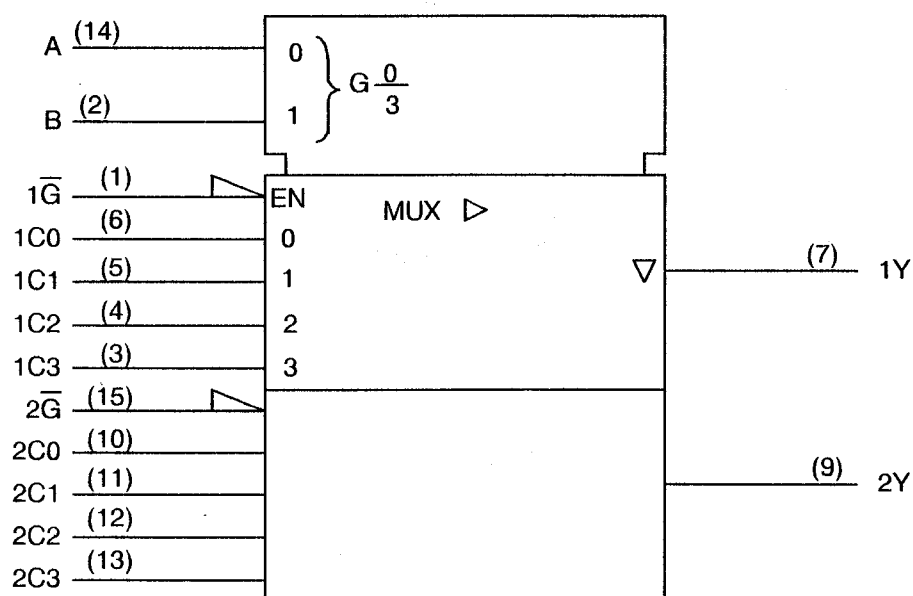 A (14) 0
G 0/3
B (2) 1
1G̅ (1) EN
MUX ▷
1C0 (6) 0
1C1 (5) 1
▽ (7) 1Y
1C2 (4) 2
1C3 (3) 3
2G̅ (15)
2C0 (10)
2C1 (11)
(9) 2Y
2C2 (12)
2C3 (13)